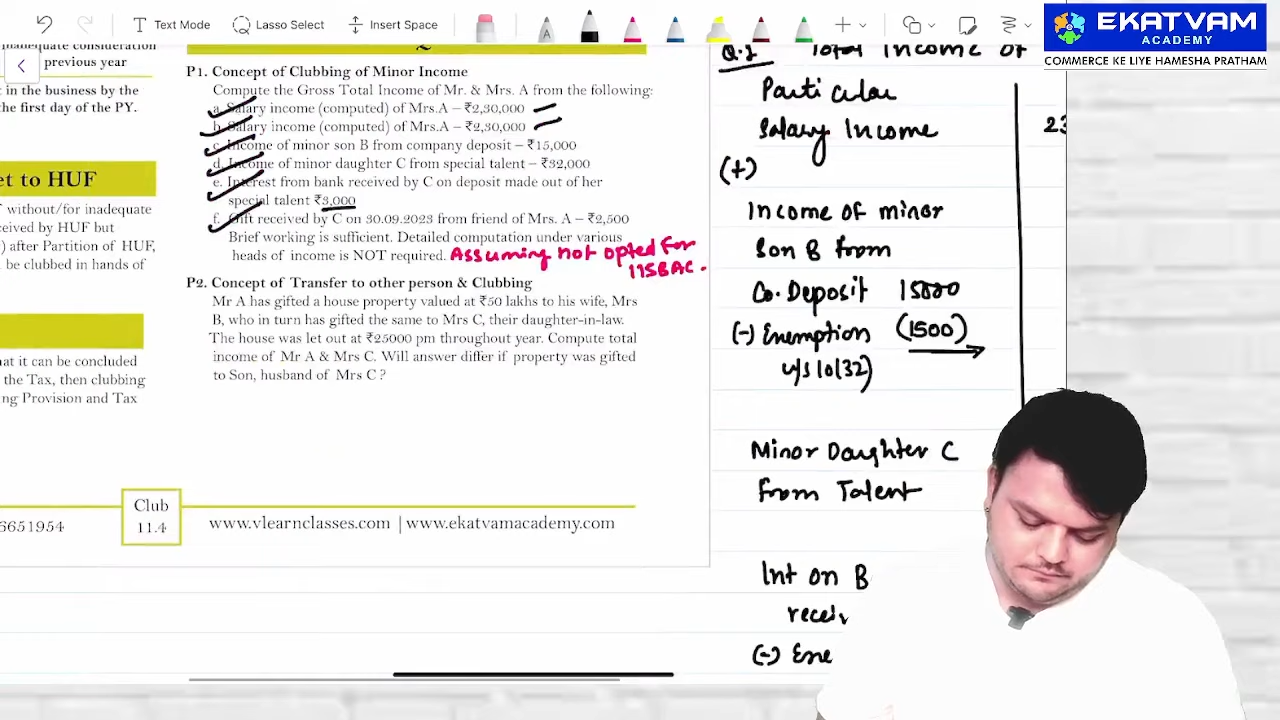 Text Mode
Lasso Select
Insert Space
EKATVAM
ACADEMY
COMMERCE KE LIYE HAMESHA PRATHAM
inadequate consideration
previous year
t in the business by the
the first day of the PY.
et to HUF
without/for inadequate
ceived by HUF but
) after Partition of HUF,
be clubbed in hands of
hat it can be concluded
the Tax, then clubbing
ng Provision and Tax
6651954
P1. Concept of Clubbing of Minor Income
Compute the Gross Total Income of Mr. & Mrs. A from the following:
a. Salary income (computed) of Mrs.A – ₹2,30,000
b. Salary income (computed) of Mrs.A – ₹2,30,000
c. Income of minor son B from company deposit – ₹15,000
d. Income of minor daughter C from special talent – ₹32,000
e. Interest from bank received by C on deposit made out of her
special talent ₹3,000
f. Gift received by C on 30.09.2023 from friend of Mrs. A – ₹2,500
Brief working is sufficient. Detailed computation under various
heads of income is NOT required.
Assuming not opted for
115BAC.
P2. Concept of Transfer to other person & Clubbing
Mr A has gifted a house property valued at ₹50 lakhs to his wife, Mrs
B, who in turn has gifted the same to Mrs C, their daughter-in-law.
The house was let out at ₹25000 pm throughout year. Compute total
income of Mr A & Mrs C. Will answer differ if property was gifted
to Son, husband of Mrs C ?
Club
11.4
www.vlearnclasses.com | www.ekatvamacademy.com
Q.1 Total Income of
Particular
Salary Income 23
(+)
Income of minor
Son B from
Co. Deposit 15000
(-) Exemption (1500)
u/s 10(32)
Minor Daughter C
from Talent
Int on B
receiv
(-) Exe